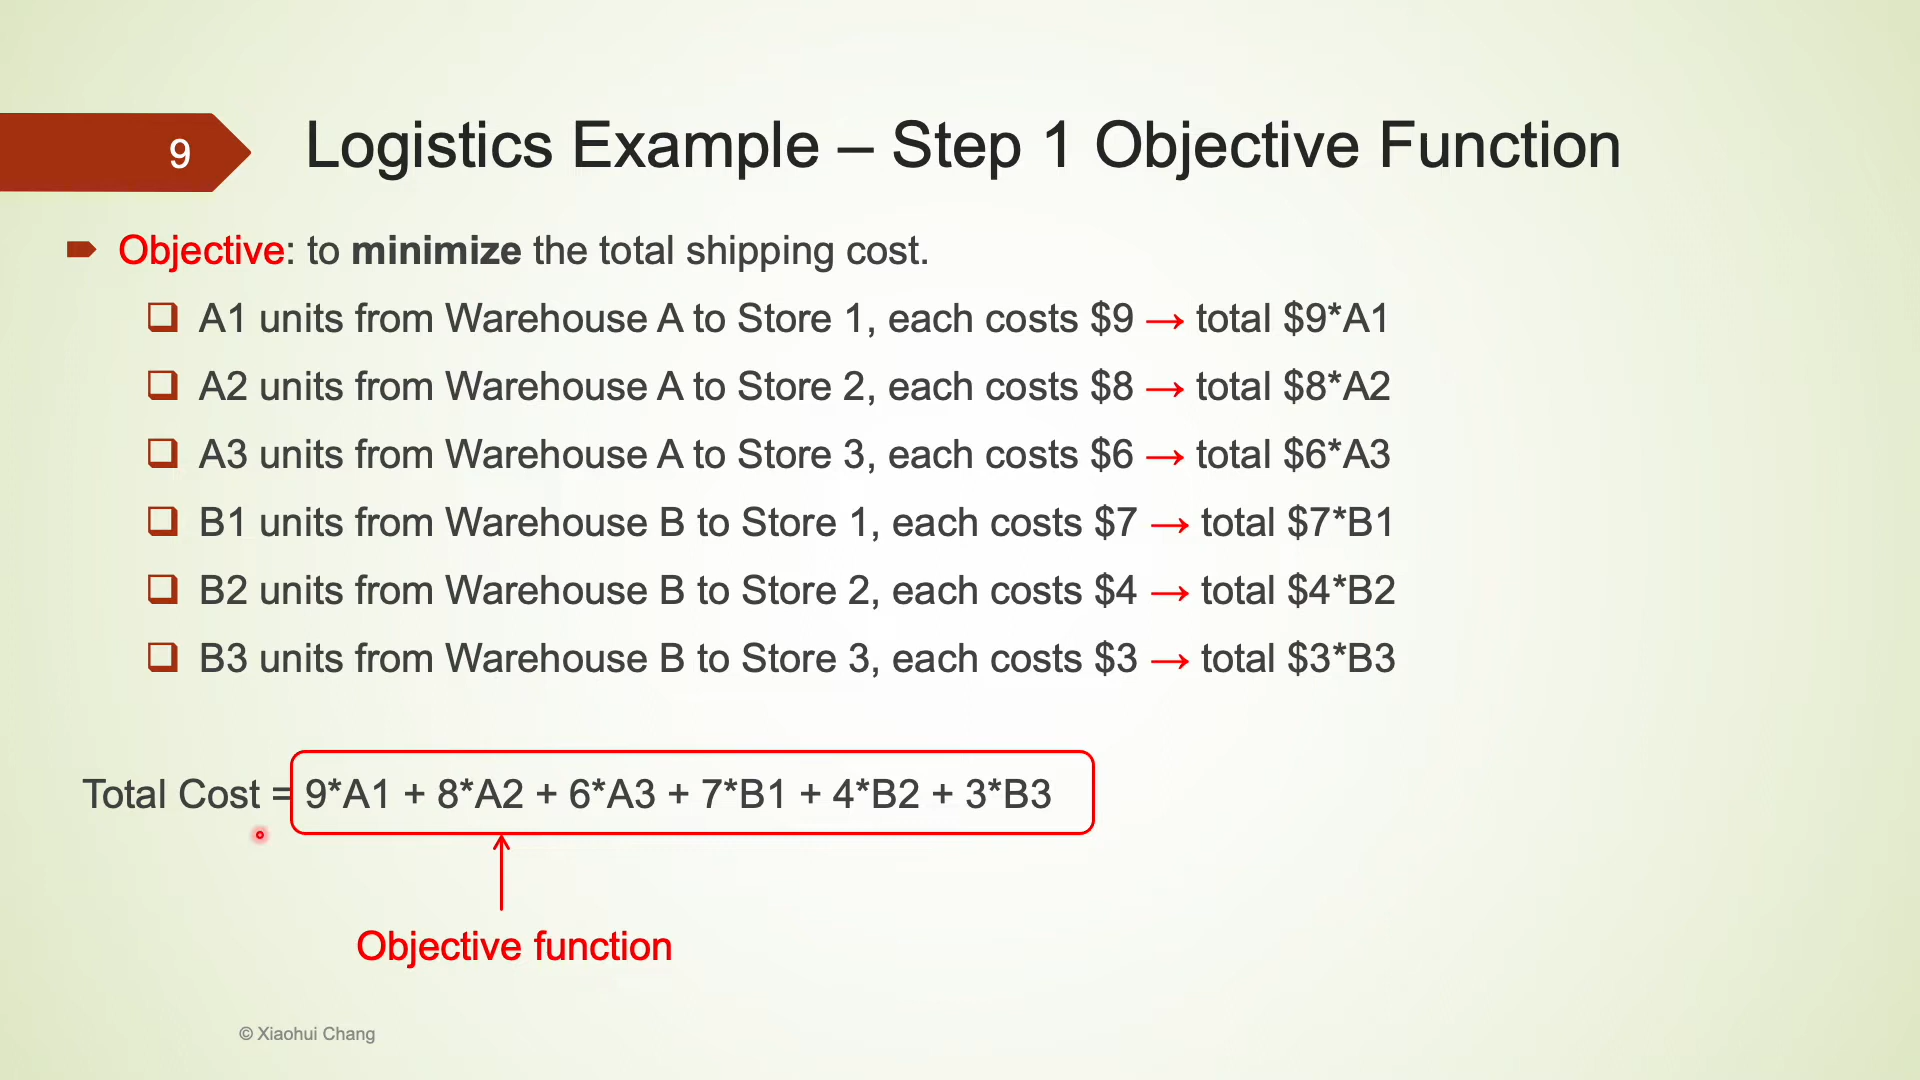 9
Logistics Example – Step 1 Objective Function
Objective: to minimize the total shipping cost.
A1 units from Warehouse A to Store 1, each costs $9 → total $9*A1
A2 units from Warehouse A to Store 2, each costs $8 → total $8*A2
A3 units from Warehouse A to Store 3, each costs $6 → total $6*A3
B1 units from Warehouse B to Store 1, each costs $7 → total $7*B1
B2 units from Warehouse B to Store 2, each costs $4 → total $4*B2
B3 units from Warehouse B to Store 3, each costs $3 → total $3*B3
Total Cost = 9*A1 + 8*A2 + 6*A3 + 7*B1 + 4*B2 + 3*B3
Objective function
© Xiaohui Chang